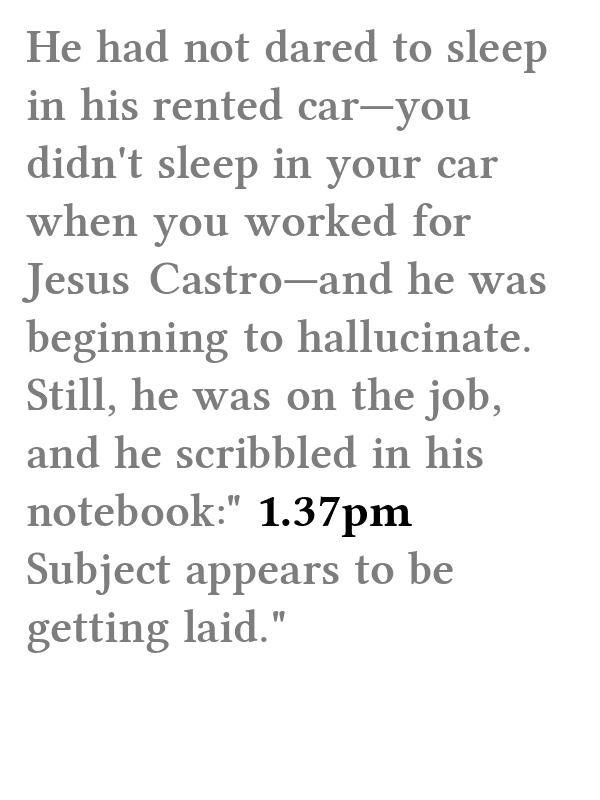 He had not dared to sleep
in his rented car—you
didn't sleep in your car
when you worked for
Jesus Castro—and he was
beginning to hallucinate.
Still, he was on the job,
and he scribbled in his
notebook:" 1.37pm
Subject appears to be
getting laid."